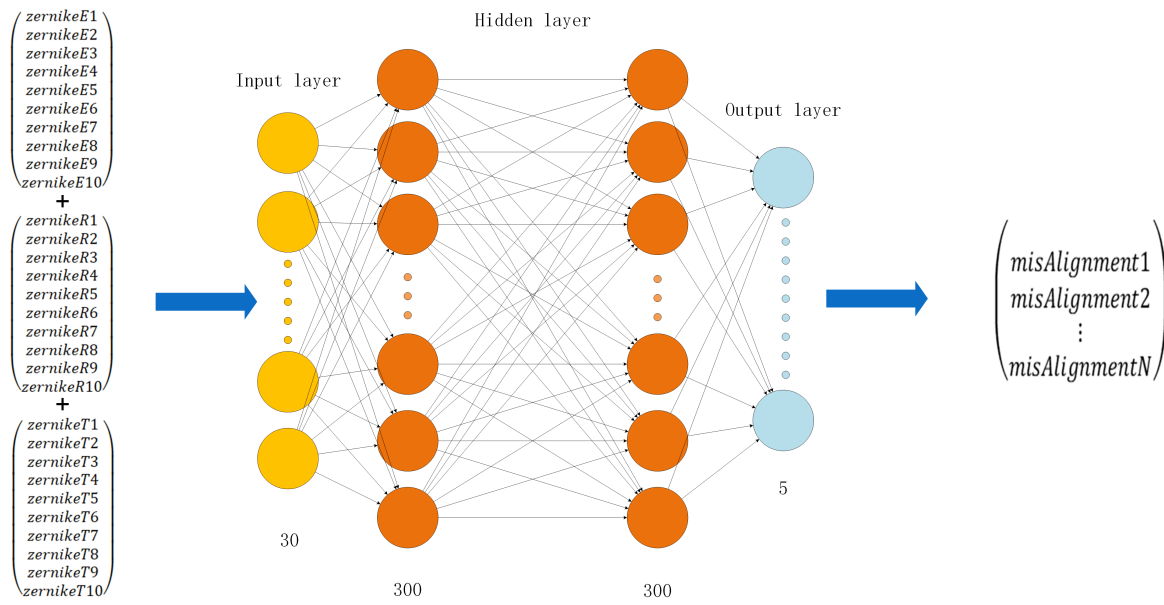 zernikeE1
zernikeE2
zernikeE3
zernikeE4
zernikeE5
zernikeE6
zernikeE7
zernikeE8
zernikeE9
zernikeE10
+
zernikeR1
zernikeR2
zernikeR3
zernikeR4
zernikeR5
zernikeR6
zernikeR7
zernikeR8
zernikeR9
zernikeR10
+
zernikeT1
zernikeT2
zernikeT3
zernikeT4
zernikeT5
zernikeT6
zernikeT7
zernikeT8
zernikeT9
zernikeT10
Input layer
30
Hidden layer
300
300
Output layer
5
misAlignment1
misAlignment2
⋮
misAlignmentN